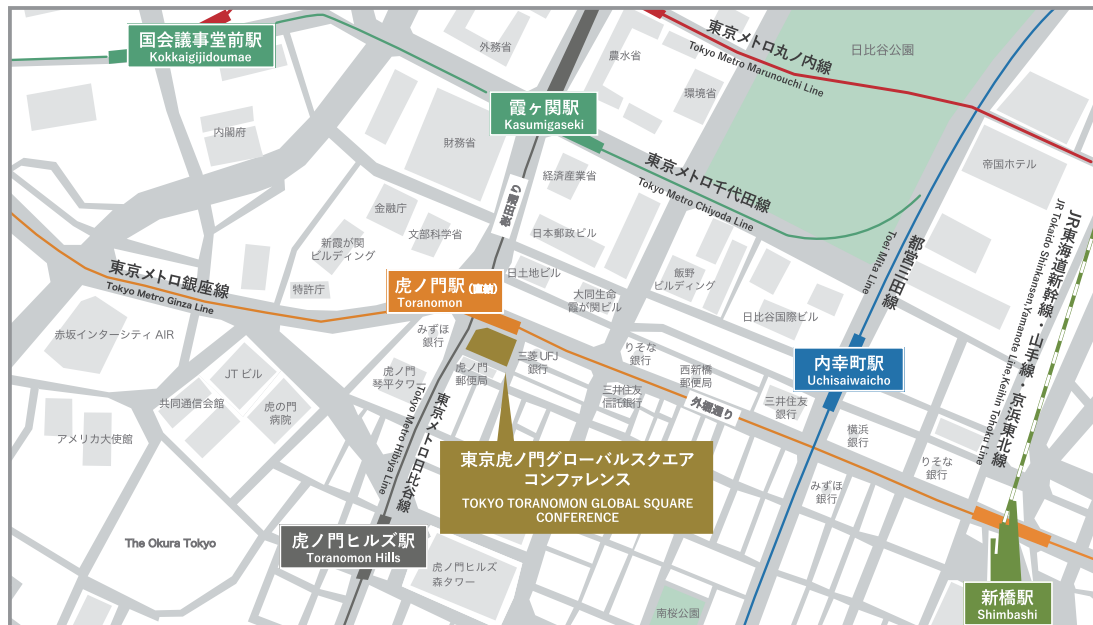 国会議事堂前駅
Kokkaigijidoumae
外務省
農水省
東京メトロ丸ノ内線
Tokyo Metro Marunouchi Line
日比谷公園
環境省
霞ヶ関駅
Kasumigaseki
内閣府
財務省
帝国ホテル
経済産業省
東京メトロ千代田線
Tokyo Metro Chiyoda Line
桜田通り
金融庁
文部科学省
日本郵政ビル
新霞が関
ビルディング
特許庁
日土地ビル
大同生命
霞が関ビル
飯野
ビルディング
日比谷国際ビル
都営三田線
Toei Mita Line
JR東海道新幹線・山手線・京浜東北線
JR Tokaido Shinkansen,Yamanote Line,Keihin Tohoku Line
東京メトロ銀座線
Tokyo Metro Ginza Line
虎ノ門駅(直結)
Toranomon
赤坂インターシティ AIR
みずほ
銀行
虎ノ門
郵便局
三菱 UFJ
銀行
りそな
銀行
西新橋
郵便局
内幸町駅
Uchisaiwaicho
JT ビル
虎ノ門
琴平タワー
三井住友
信託銀行
外堀通り
三井住友
銀行
共同通信会館
虎の門
病院
横浜
銀行
アメリカ大使館
東京メトロ日比谷線
Tokyo Metro Hibiya Line
東京虎ノ門グローバルスクエア
コンファレンス
TOKYO TORANOMON GLOBAL SQUARE
CONFERENCE
りそな
銀行
みずほ
銀行
The Okura Tokyo
虎ノ門ヒルズ駅
Toranomon Hills
虎ノ門ヒルズ
森タワー
南桜公園
新橋駅
Shimbashi